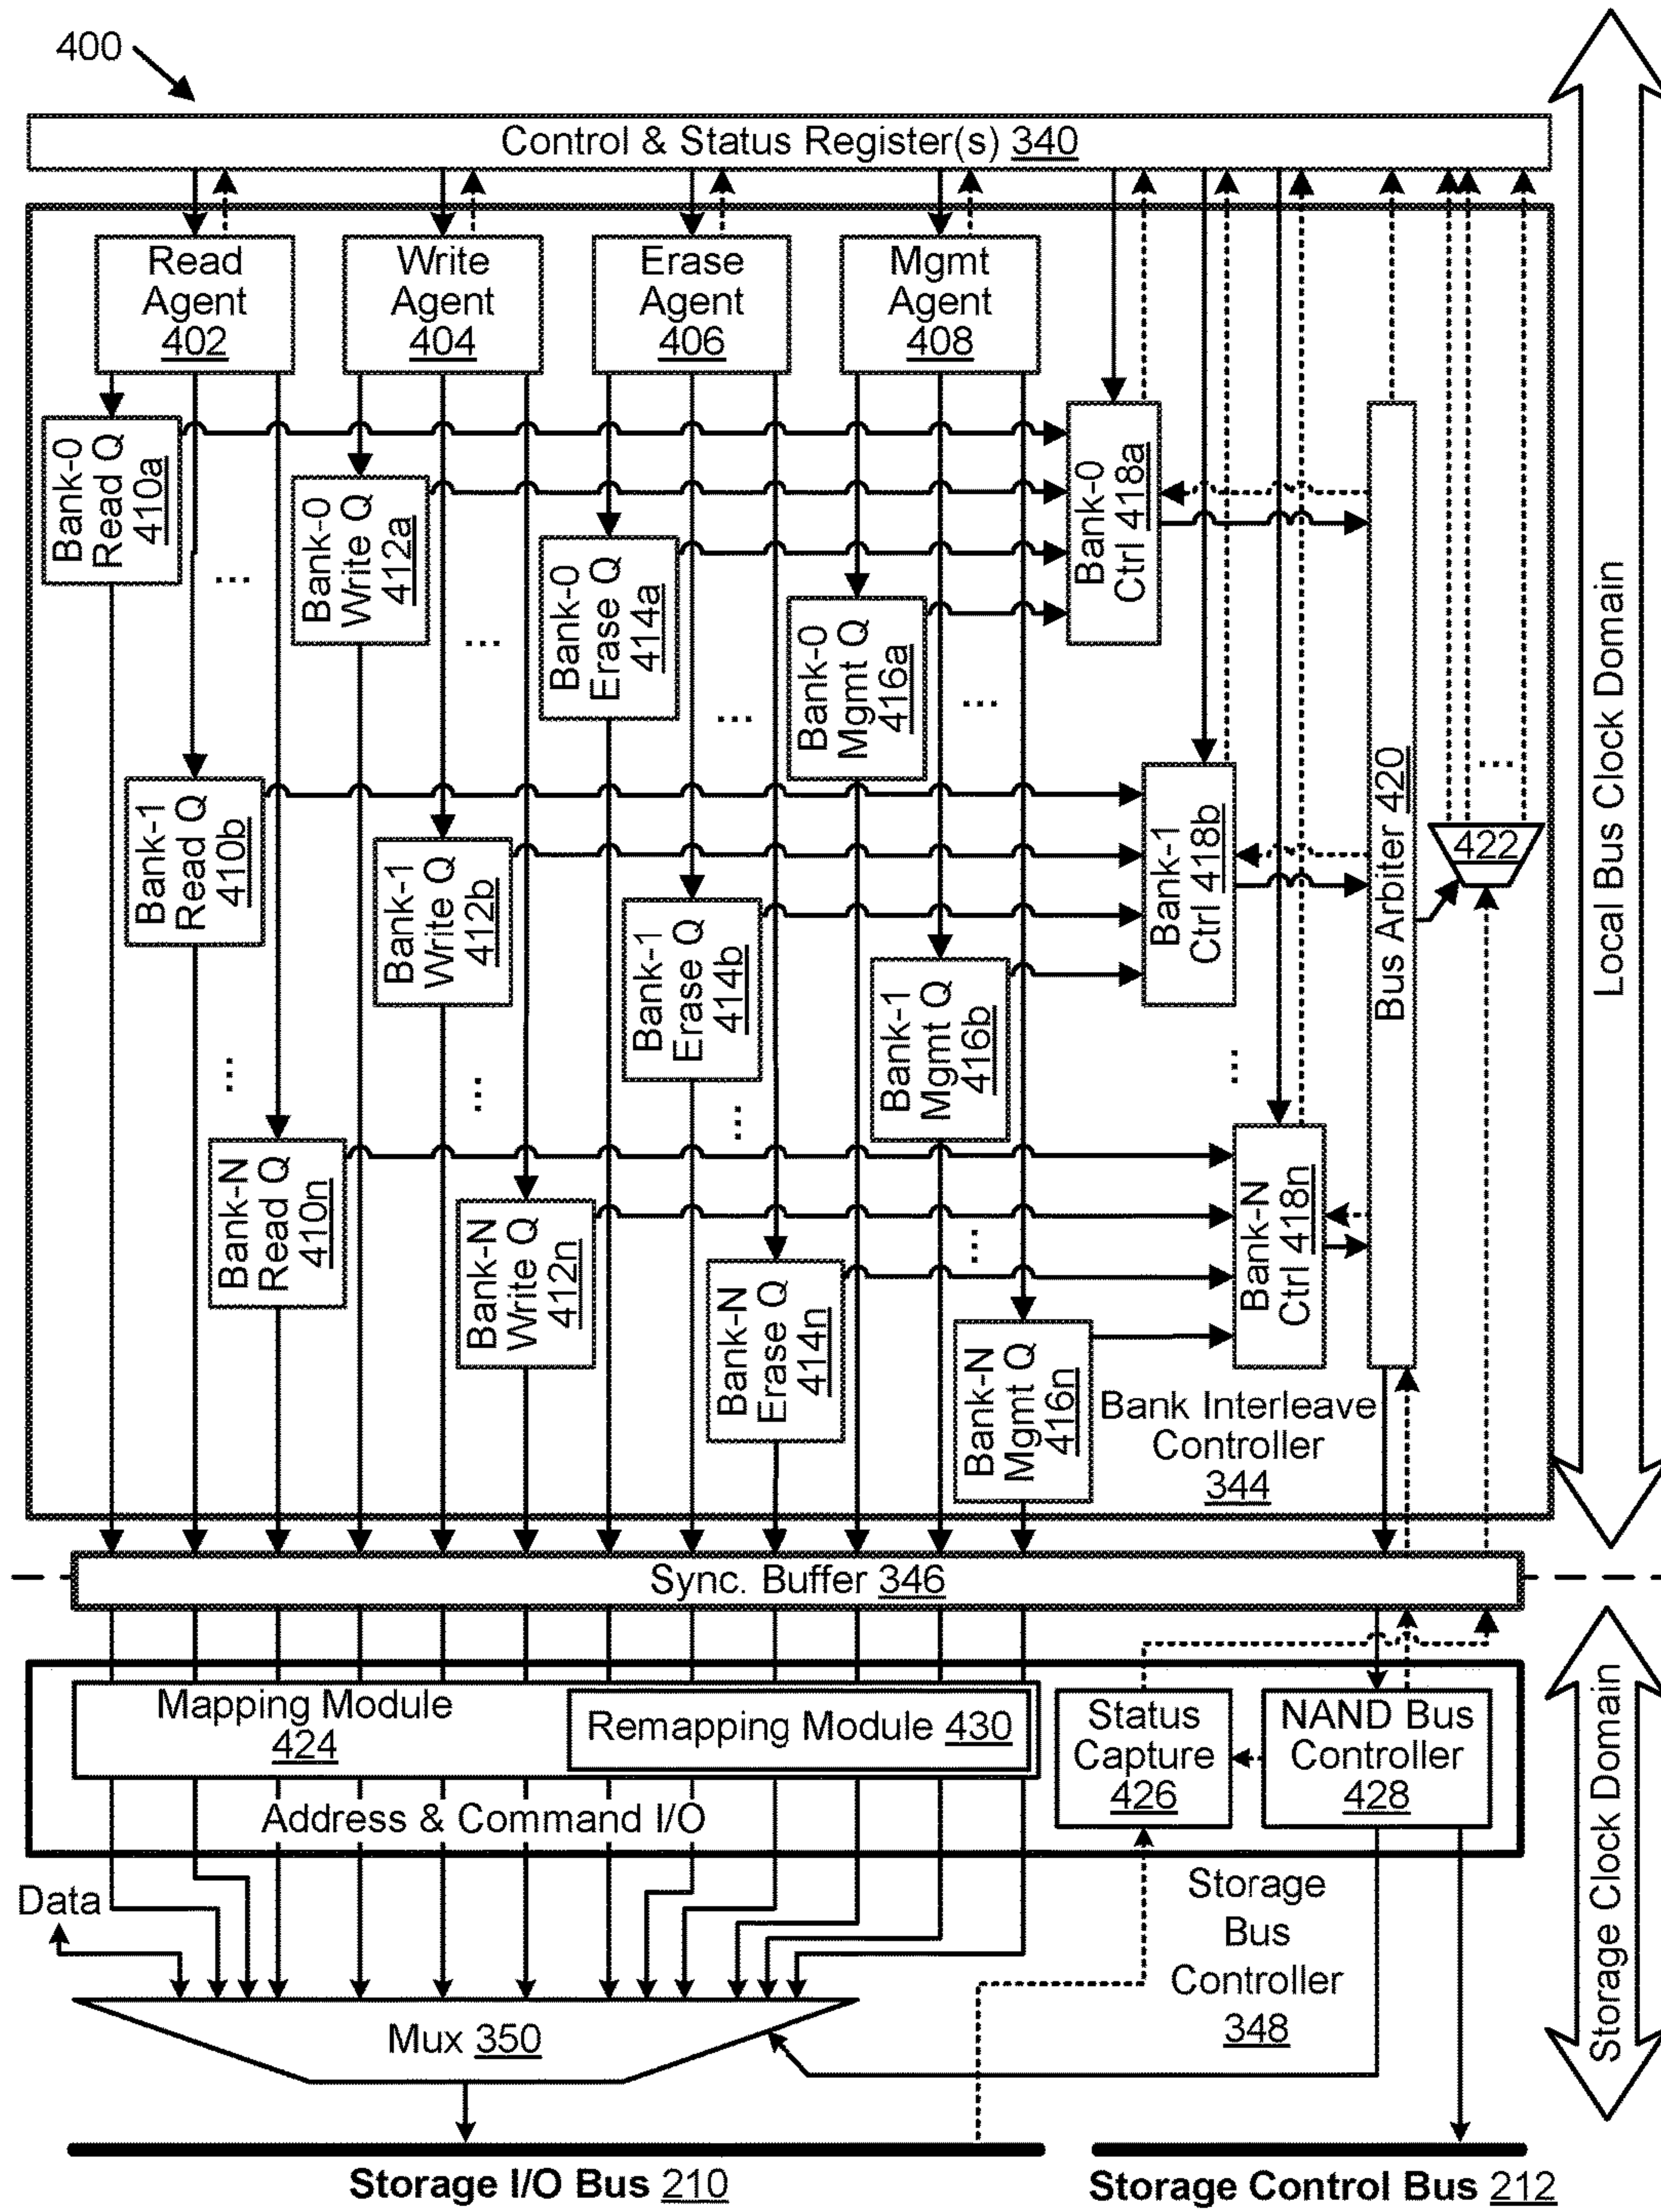 400
Control & Status Register(s) 340
Read
Agent
402
Write
Agent
404
Erase
Agent
406
Mgmt
Agent
408
Bank-0
Read Q
410a
Bank-0
Write Q
412a
Bank-0
Erase Q
414a
Bank-0
Mgmt Q
416a
Bank-0
Ctrl 418a
...
...
...
...
Bank-1
Read Q
410b
Bank-1
Write Q
412b
Bank-1
Erase Q
414b
Bank-1
Mgmt Q
416b
Bank-1
Ctrl 418b
Bus Arbiter 420
...
422
Local Bus Clock Domain
...
...
...
...
...
Bank-N
Read Q
410n
Bank-N
Write Q
412n
Bank-N
Erase Q
414n
Bank-N
Mgmt Q
416n
Bank-N
Ctrl 418n
Bank Interleave
Controller
344
Sync. Buffer 346
Mapping Module
424
Remapping Module 430
Status
Capture
426
NAND Bus
Controller
428
Address & Command I/O
Storage Clock Domain
Data
Storage
Bus
Controller
348
Mux 350
Storage I/O Bus 210
Storage Control Bus 212